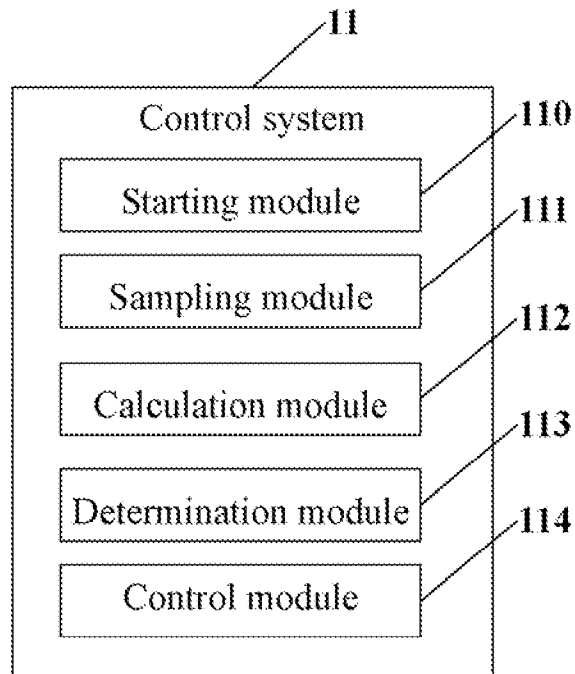 11
Control system
110
Starting module
111
Sampling module
112
Calculation module
113
Determination module
114
Control module